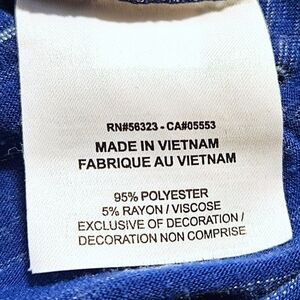 RN#56323 - CA#05553
MADE IN VIETNAM
FABRIQUE AU VIETNAM
95% POLYESTER
5% RAYON / VISCOSE
EXCLUSIVE OF DECORATION /
DECORATION NON COMPRISE